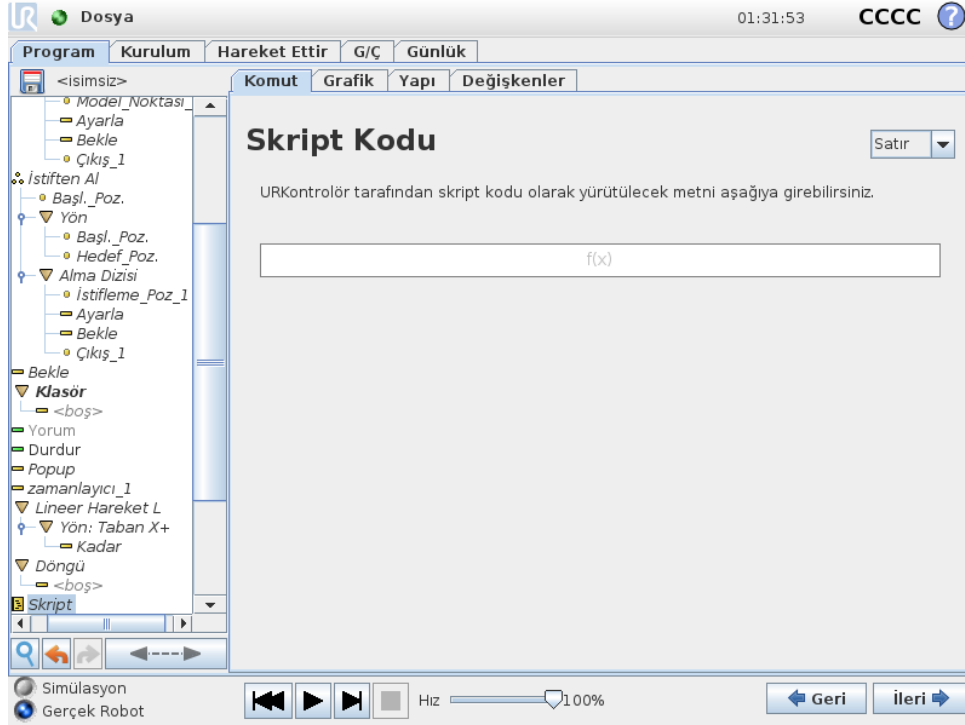 UR Dosya 01:31:53 CCCC ?
Program Kurulum Hareket Ettir G/Ç Günlük
<isimsiz>
Komut Grafik Yapı Değişkenler
Model_Noktası_
Ayarla
Bekle
Çıkış_1
İstiften Al
Başl._Poz.
Yön
Başl._Poz.
Hedef_Poz.
Alma Dizisi
İstifleme_Poz_1
Ayarla
Bekle
Çıkış_1
Bekle
Klasör
<boş>
Yorum
Durdur
Popup
zamanlayıcı_1
Lineer Hareket L
Yön: Taban X+
Kadar
Döngü
<boş>
Skript
Skript Kodu
Satır
URKontrolör tarafından skript kodu olarak yürütülecek metni aşağıya girebilirsiniz.
f(x)
Simülasyon
Gerçek Robot
Hız 100%
Geri İleri